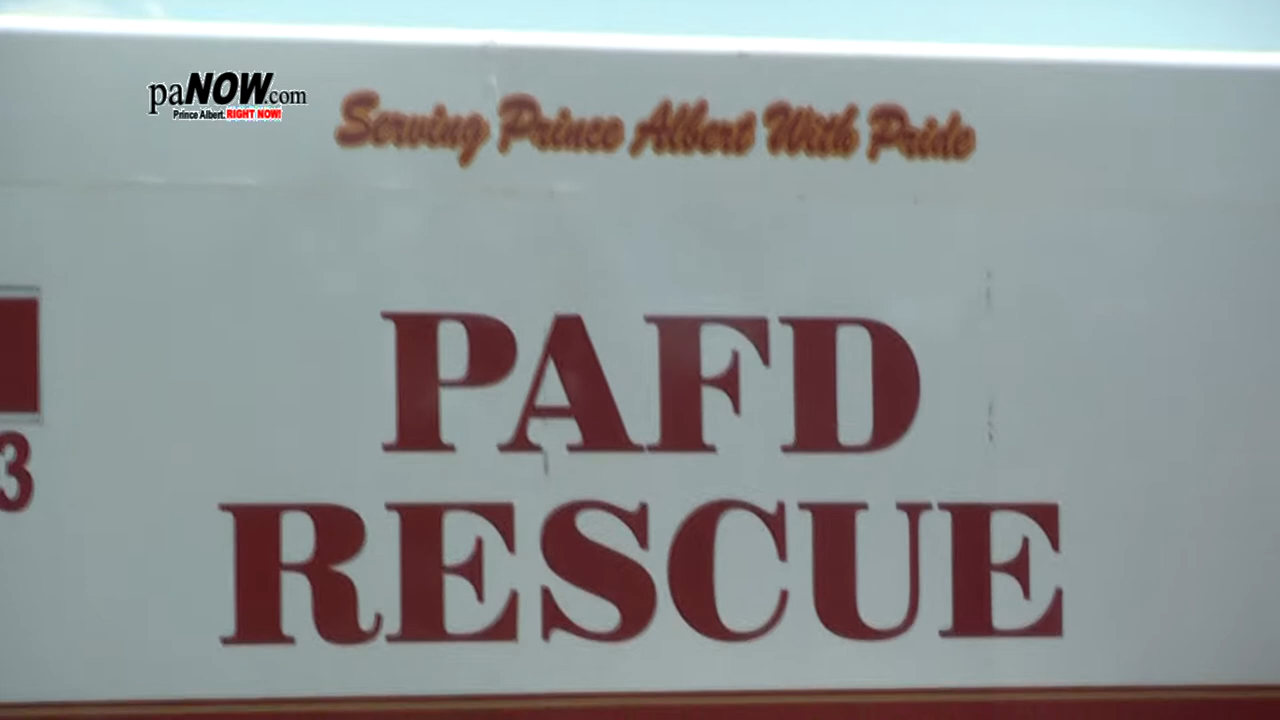 paNOW.com
Prince Albert. RIGHT NOW!
Serving Prince Albert With Pride
PAFD
3
RESCUE